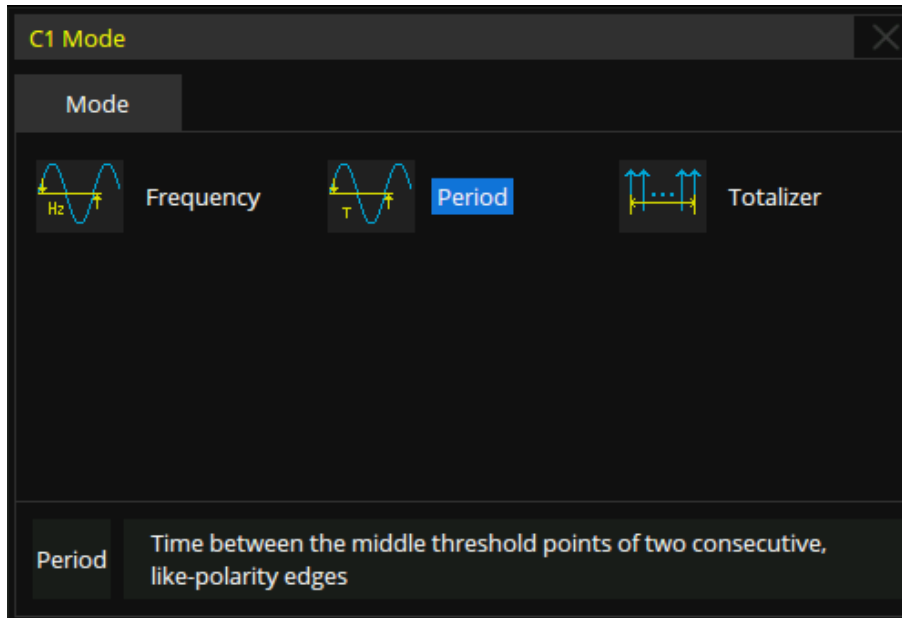 C1 Mode
Mode
Hz
Frequency
T
Period
Totalizer
Period
Time between the middle threshold points of two consecutive,
like-polarity edges